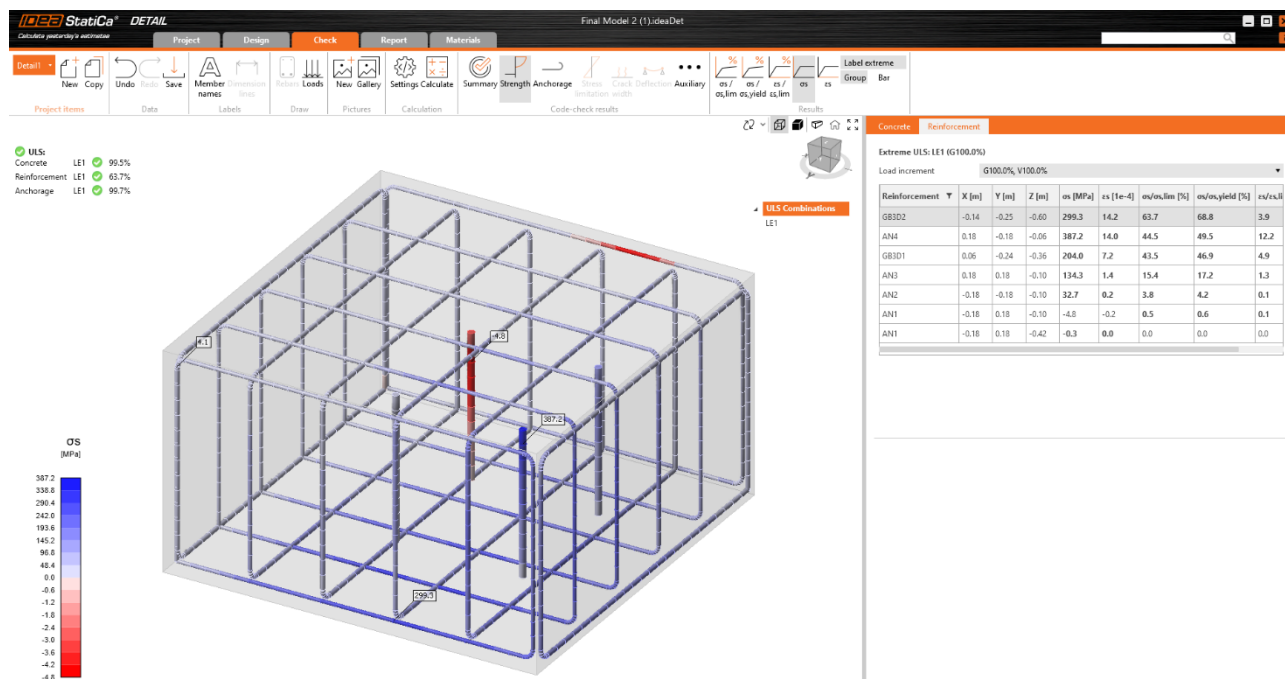 IDEA StatiCa® DETAIL
Calculate yesterday's estimates
Final Model 2 (1).ideaDet
Project Design Check Report Materials
Detail1
New Copy Undo Redo Save Member names Dimension lines Rebars Loads New Gallery Settings Calculate Summary Strength Anchorage Stress limitation Crack width Deflection Auxiliary σs / σs,lim σs / σs,yield εs / εs,lim σs εs Label extreme Group Bar
Project items Data Labels Draw Pictures Calculation Code-check results Results
ULS:
Concrete LE1 99.5%
Reinforcement LE1 63.7%
Anchorage LE1 99.7%
ULS Combinations
LE1
4.1
-4.8
387.2
299.3
σs
[MPa]
387.2
338.8
290.4
242.0
193.6
145.2
96.8
48.4
0.0
-0.6
-1.2
-1.8
-2.4
-3.0
-3.6
-4.2
-4.8
Concrete Reinforcement
Extreme ULS: LE1 (G100.0%)
Load increment G100.0%, V100.0%
Reinforcement X [m] Y [m] Z [m] σs [MPa] εs [1e-4] σs/σs,lim [%] σs/σs,yield [%] εs/εs,li
GB3D2 -0.14 -0.25 -0.60 299.3 14.2 63.7 68.8 3.9
AN4 0.18 -0.18 -0.06 387.2 14.0 44.5 49.5 12.2
GB3D1 0.06 -0.24 -0.36 204.0 7.2 43.5 46.9 4.9
AN3 0.18 0.18 -0.10 134.3 1.4 15.4 17.2 1.3
AN2 -0.18 -0.18 -0.10 32.7 0.2 3.8 4.2 0.1
AN1 -0.18 0.18 -0.10 -4.8 -0.2 0.5 0.6 0.1
AN1 -0.18 0.18 -0.42 -0.3 0.0 0.0 0.0 0.0